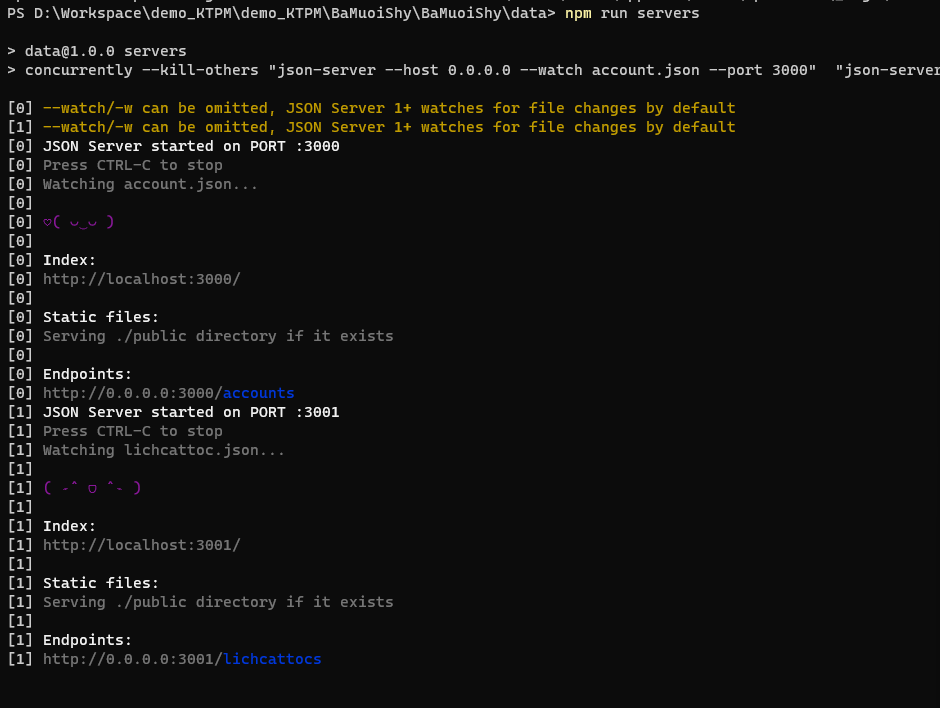 PS D:\Workspace\demo_KTPM\demo_KTPM\BaMuoiShy\BaMuoiShy\data> npm run servers
> data@1.0.0 servers
> concurrently --kill-others "json-server --host 0.0.0.0 --watch account.json --port 3000"  "json-server
[0] --watch/-w can be omitted, JSON Server 1+ watches for file changes by default
[1] --watch/-w can be omitted, JSON Server 1+ watches for file changes by default
[0] JSON Server started on PORT :3000
[0] Press CTRL-C to stop
[0] Watching account.json...
[0]
[0] ♡( ◡‿◡ )
[0]
[0] Index:
[0] http://localhost:3000/
[0]
[0] Static files:
[0] Serving ./public directory if it exists
[0]
[0] Endpoints:
[0] http://0.0.0.0:3000/accounts
[1] JSON Server started on PORT :3001
[1] Press CTRL-C to stop
[1] Watching lichcattoc.json...
[1]
[1] ( ˶ˆ ᗜ ˆ˵ )
[1]
[1] Index:
[1] http://localhost:3001/
[1]
[1] Static files:
[1] Serving ./public directory if it exists
[1]
[1] Endpoints:
[1] http://0.0.0.0:3001/lichcattocs